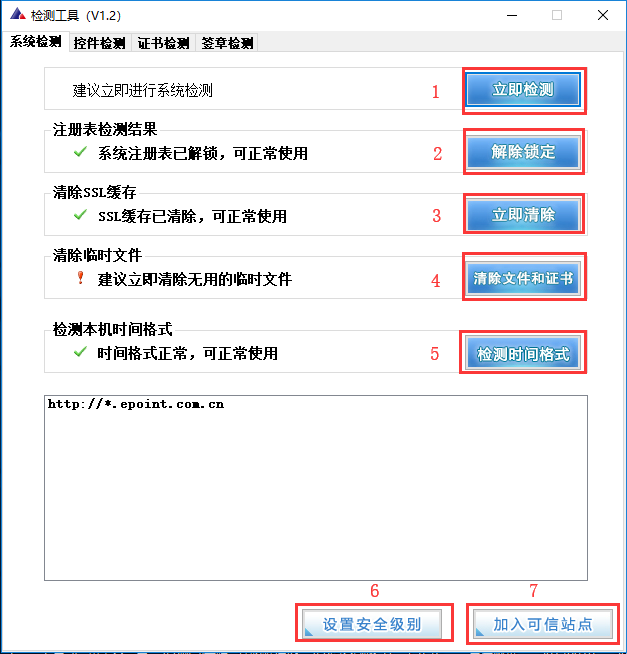 检测工具（V1.2）
系统检测 控件检测 证书检测 签章检测
建议立即进行系统检测 1 立即检测
注册表检测结果
系统注册表已解锁，可正常使用 2 解除锁定
清除SSL缓存
SSL缓存已清除，可正常使用 3 立即清除
清除临时文件
建议立即清除无用的临时文件 4 清除文件和证书
检测本机时间格式
时间格式正常，可正常使用 5 检测时间格式
http://*.epoint.com.cn
6 7
设置安全级别 加入可信站点